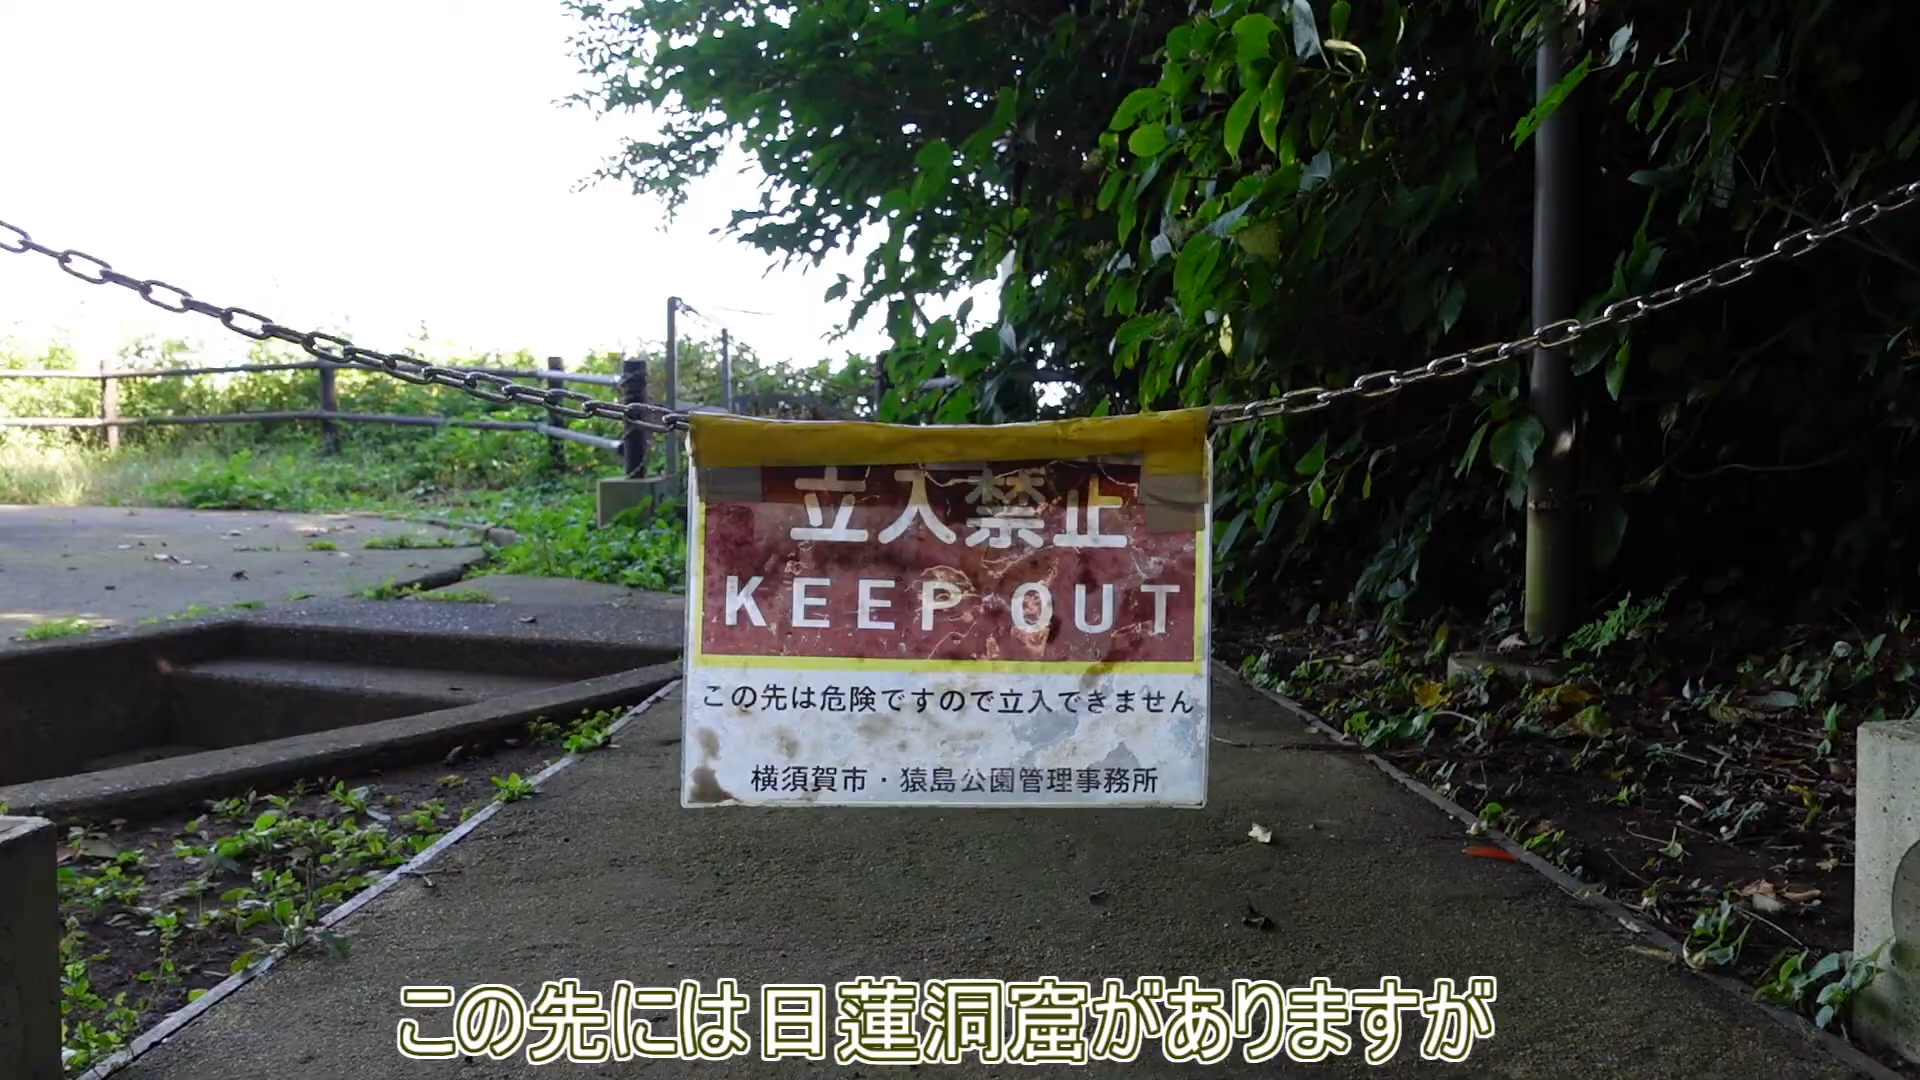 立入禁止
KEEP OUT
この先は危険ですので立入できません
横須賀市・猿島公園管理事務所
この先には日蓮洞窟がありますが